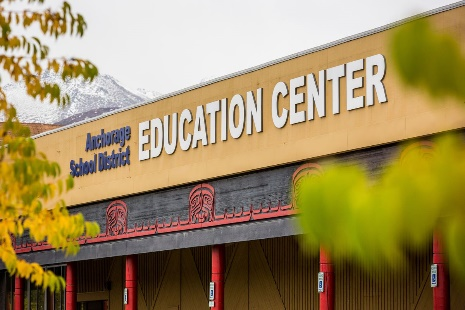 Anchorage
School District
EDUCATION CENTER